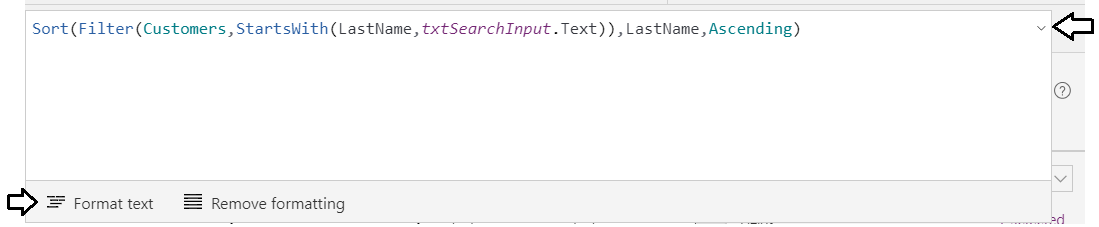 Sort(Filter(Customers,StartsWith(LastName,txtSearchInput.Text)),LastName,Ascending)
Format text Remove formatting